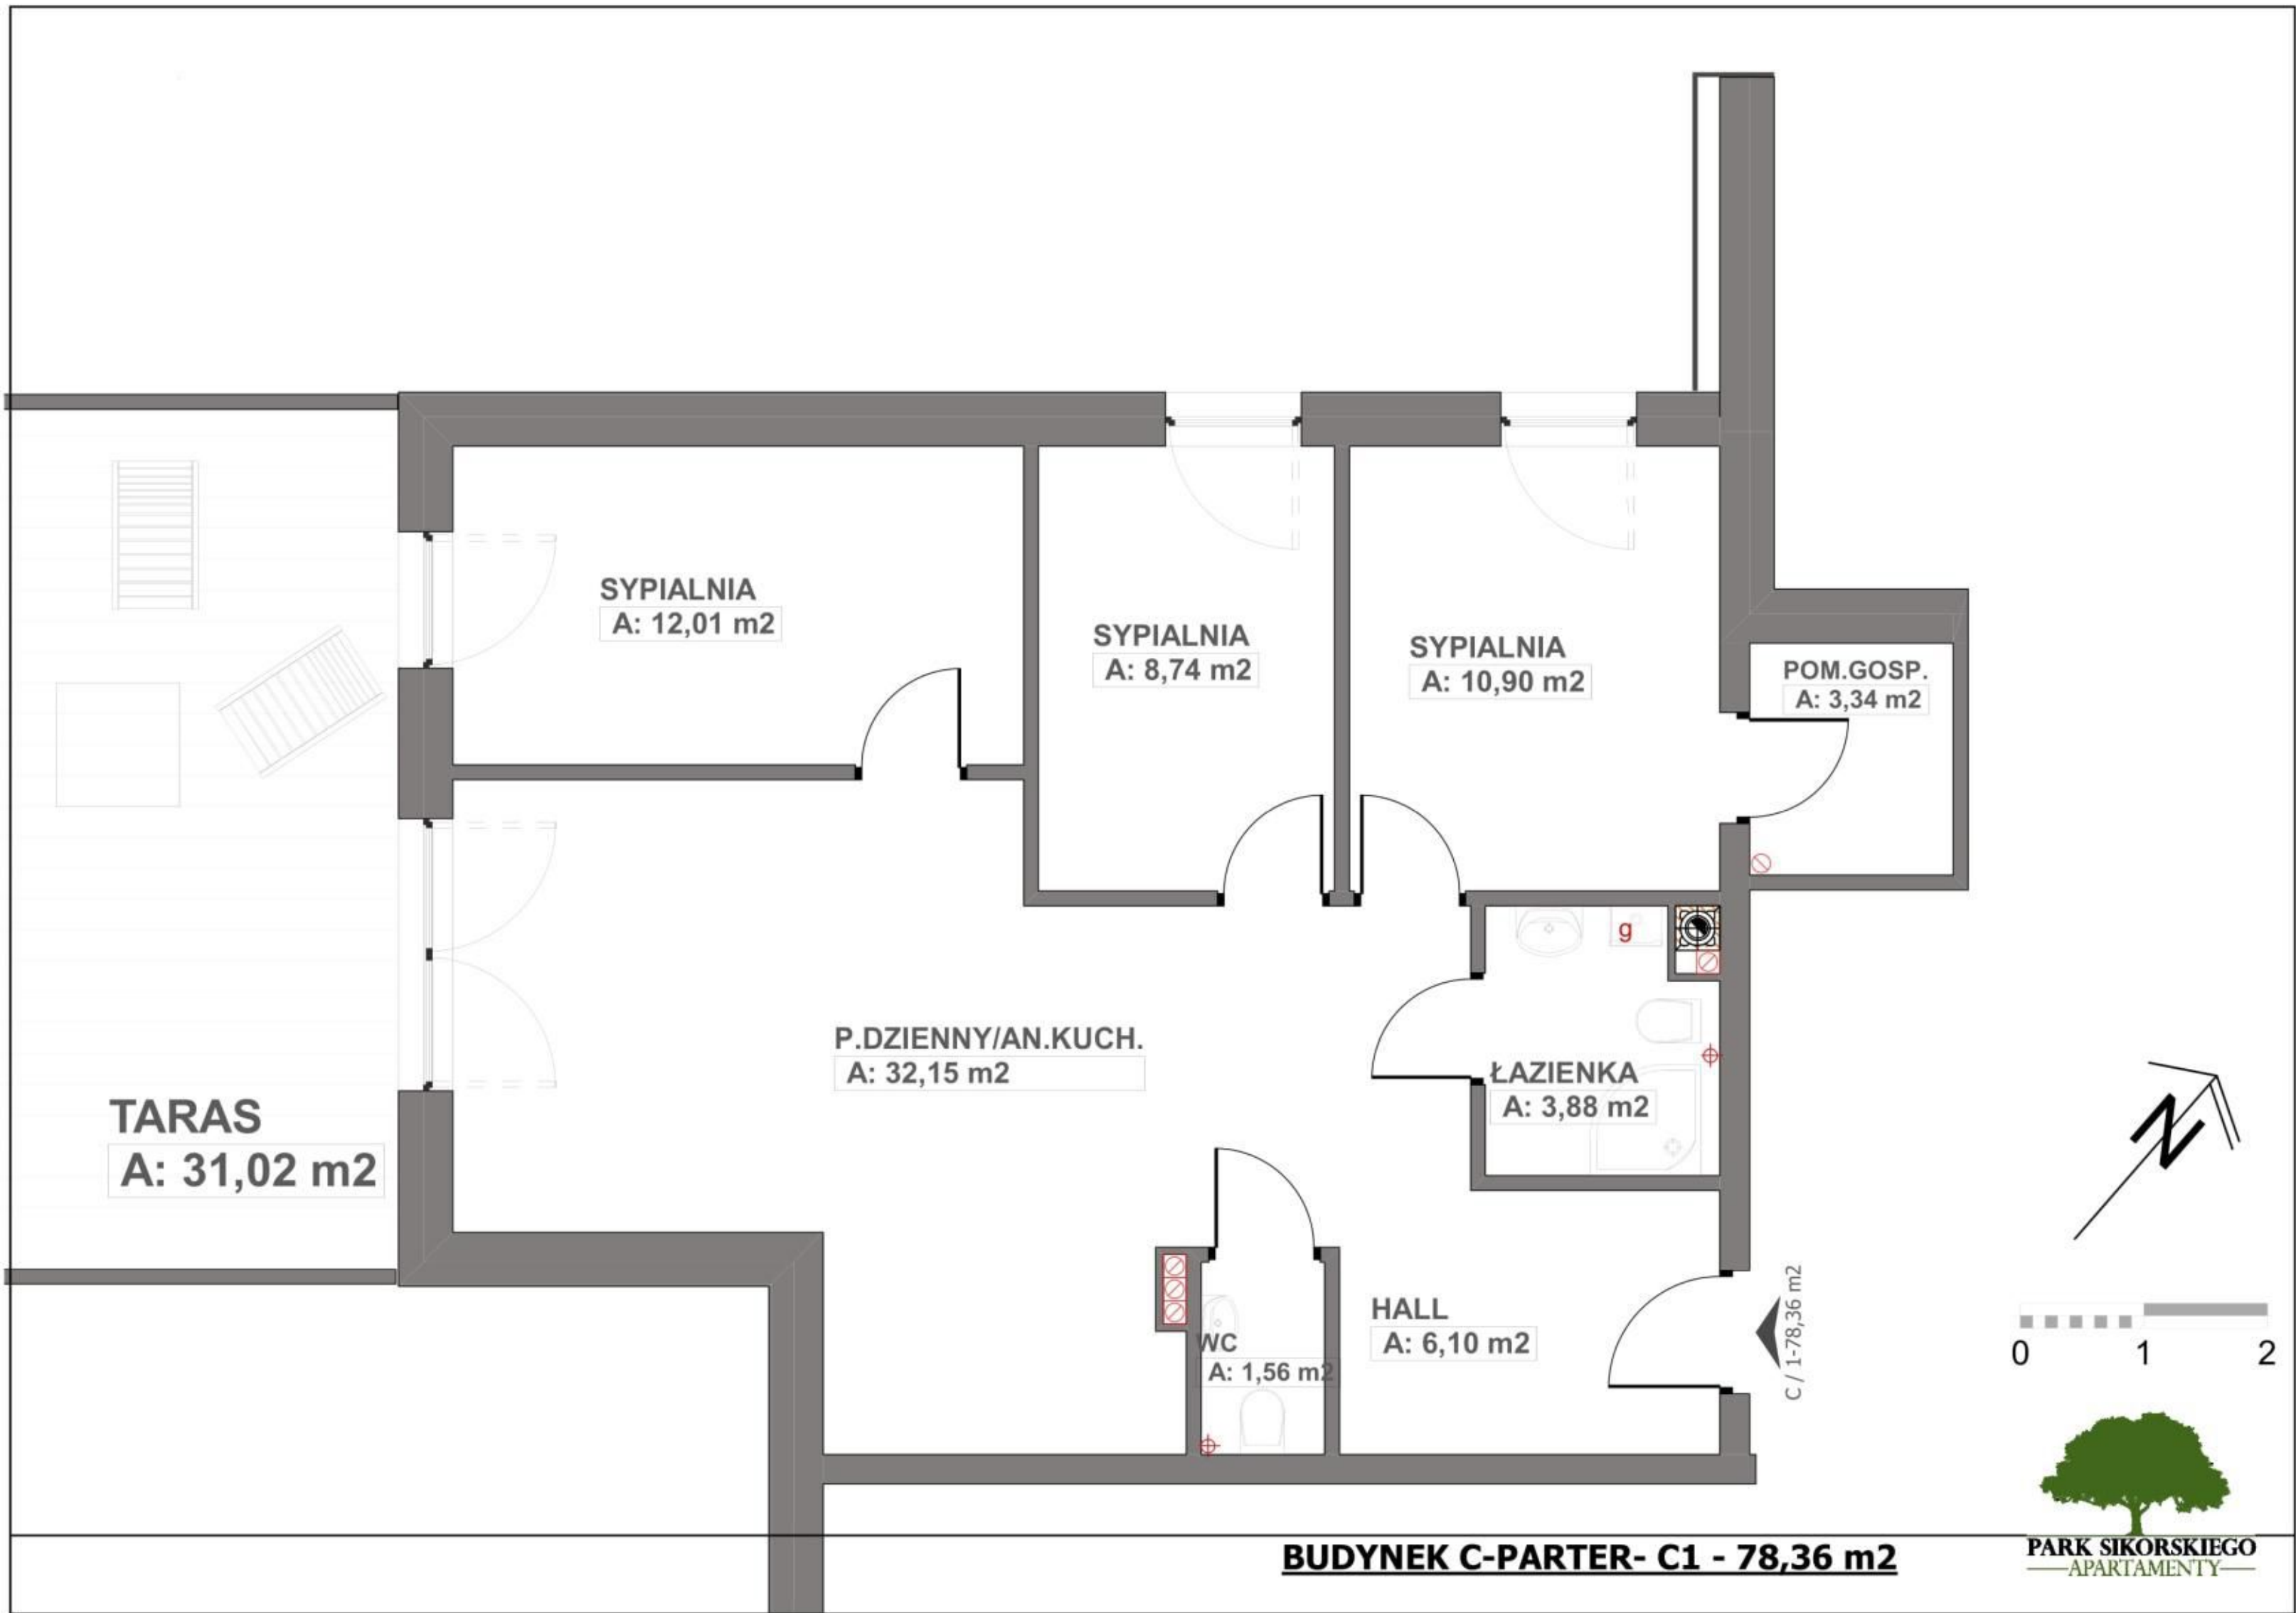 SYPIALNIA
A: 12,01 m2
SYPIALNIA
A: 8,74 m2
SYPIALNIA
A: 10,90 m2
POM.GOSP.
A: 3,34 m2
g
P.DZIENNY/AN.KUCH.
A: 32,15 m2
ŁAZIENKA
A: 3,88 m2
TARAS
A: 31,02 m2
N
HALL
A: 6,10 m2
WC
A: 1,56 m2
C / 1-78,36 m2
0 1 2
BUDYNEK C-PARTER- C1 - 78,36 m2
PARK SIKORSKIEGO
APARTAMENTY